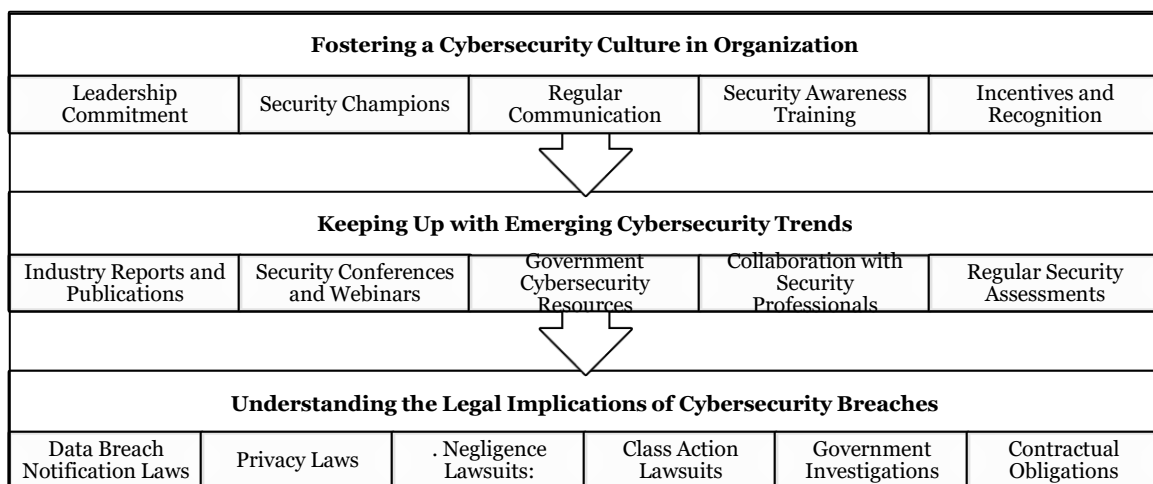 Fostering a Cybersecurity Culture in Organization
Leadership
Commitment
Security Champions
Regular
Communication
Security Awareness
Training
Incentives and
Recognition
Keeping Up with Emerging Cybersecurity Trends
Industry Reports and
Publications
Security Conferences
and Webinars
Government
Cybersecurity
Resources
Collaboration with
Security
Professionals
Regular Security
Assessments
Understanding the Legal Implications of Cybersecurity Breaches
Data Breach
Notification Laws
Privacy Laws
. Negligence
Lawsuits:
Class Action
Lawsuits
Government
Investigations
Contractual
Obligations